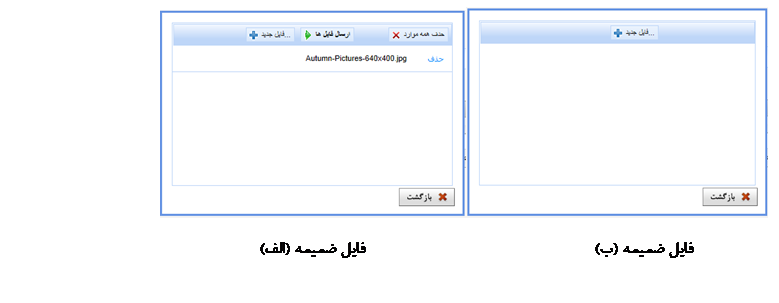 فایل جدید...
بازگشت
فایل ضمیمه (ب)
حذف همه موارد
ارسال فایل ها
فایل جدید...
حذف
Autumn-Pictures-640x400.jpg
بازگشت
فایل ضمیمه (الف)